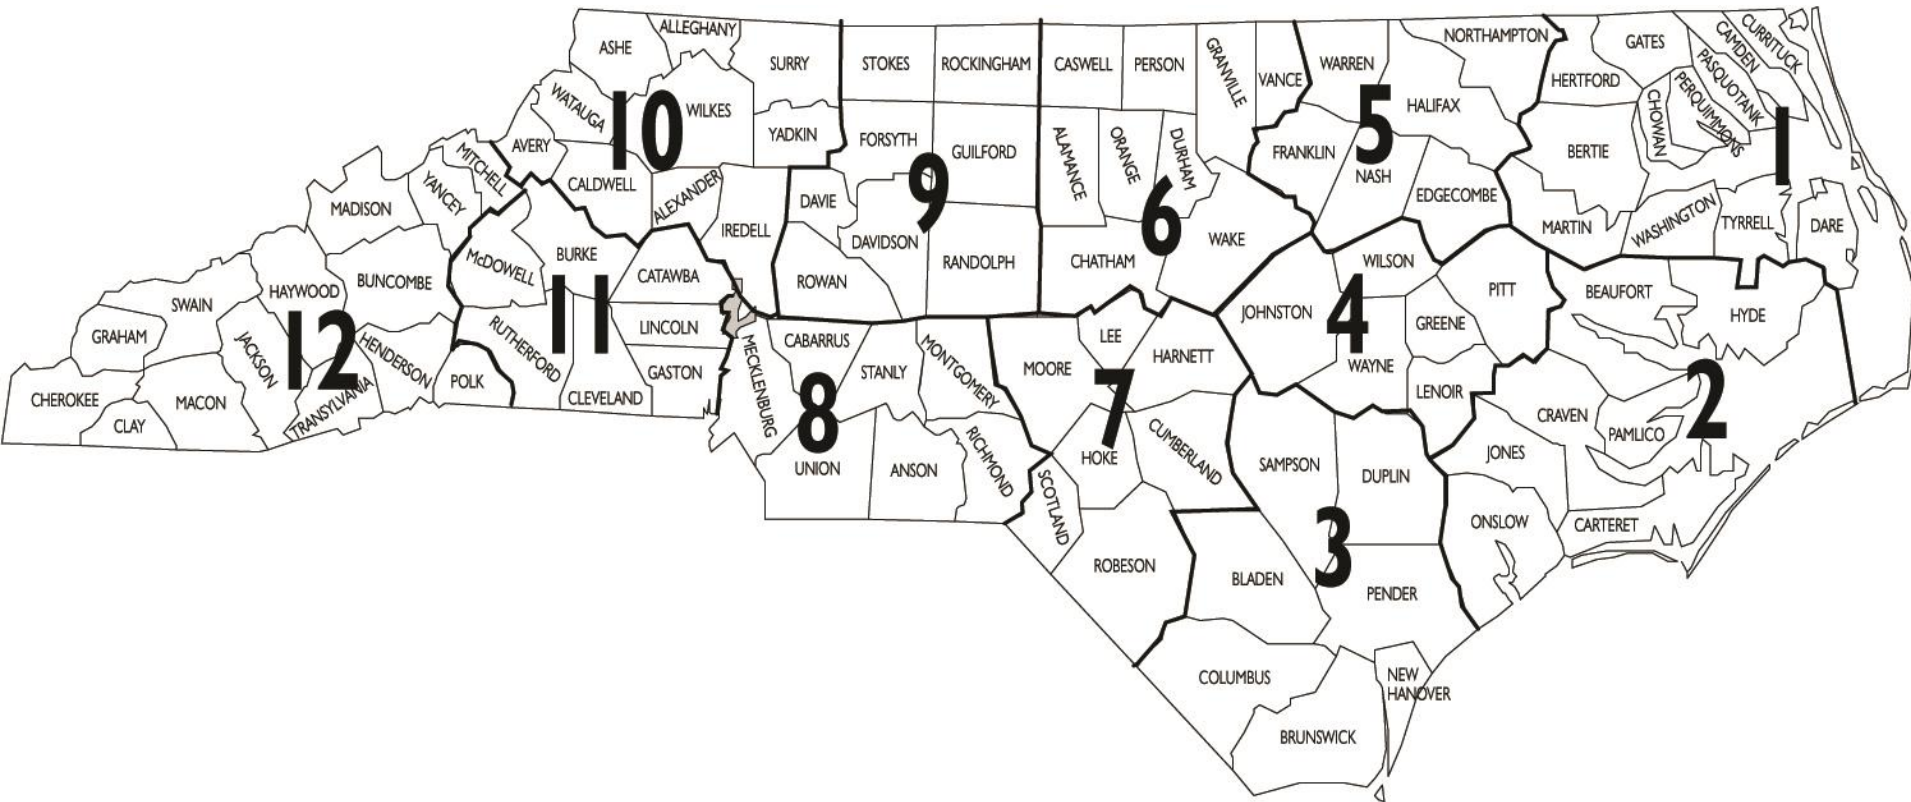 ALLEGHANY
ASHE
SURRY
STOKES
ROCKINGHAM
CASWELL
PERSON
GRANVILLE
VANCE
WARREN
NORTHAMPTON
GATES
CURRITUCK
CAMDEN
PASQUOTANK
PERQUIMMONS
CHOWAN
HERTFORD
WATAUGA
10
WILKES
YADKIN
FORSYTH
GUILFORD
ALAMANCE
ORANGE
DURHAM
FRANKLIN
5
HALIFAX
NASH
EDGECOMBE
BERTIE
1
MITCHELL
AVERY
CALDWELL
ALEXANDER
IREDELL
DAVIE
9
DAVIDSON
RANDOLPH
ROWAN
6
WAKE
CHATHAM
MARTIN
WASHINGTON
TYRRELL
DARE
MADISON
YANCEY
McDOWELL
BURKE
CATAWBA
11
LINCOLN
GASTON
RUTHERFORD
CLEVELAND
POLK
SWAIN
HAYWOOD
BUNCOMBE
GRAHAM
JACKSON
12
HENDERSON
TRANSYLVANIA
CHEROKEE
CLAY
MACON
MECKLENBURG
CABARRUS
STANLY
MONTGOMERY
8
UNION
ANSON
RICHMOND
MOORE
LEE
HARNETT
7
HOKE
CUMBERLAND
SCOTLAND
ROBESON
JOHNSTON
WILSON
4
GREENE
WAYNE
LENOIR
PITT
BEAUFORT
HYDE
2
CRAVEN
PAMLICO
JONES
ONSLOW
CARTERET
SAMPSON
DUPLIN
3
BLADEN
PENDER
COLUMBUS
NEW
HANOVER
BRUNSWICK